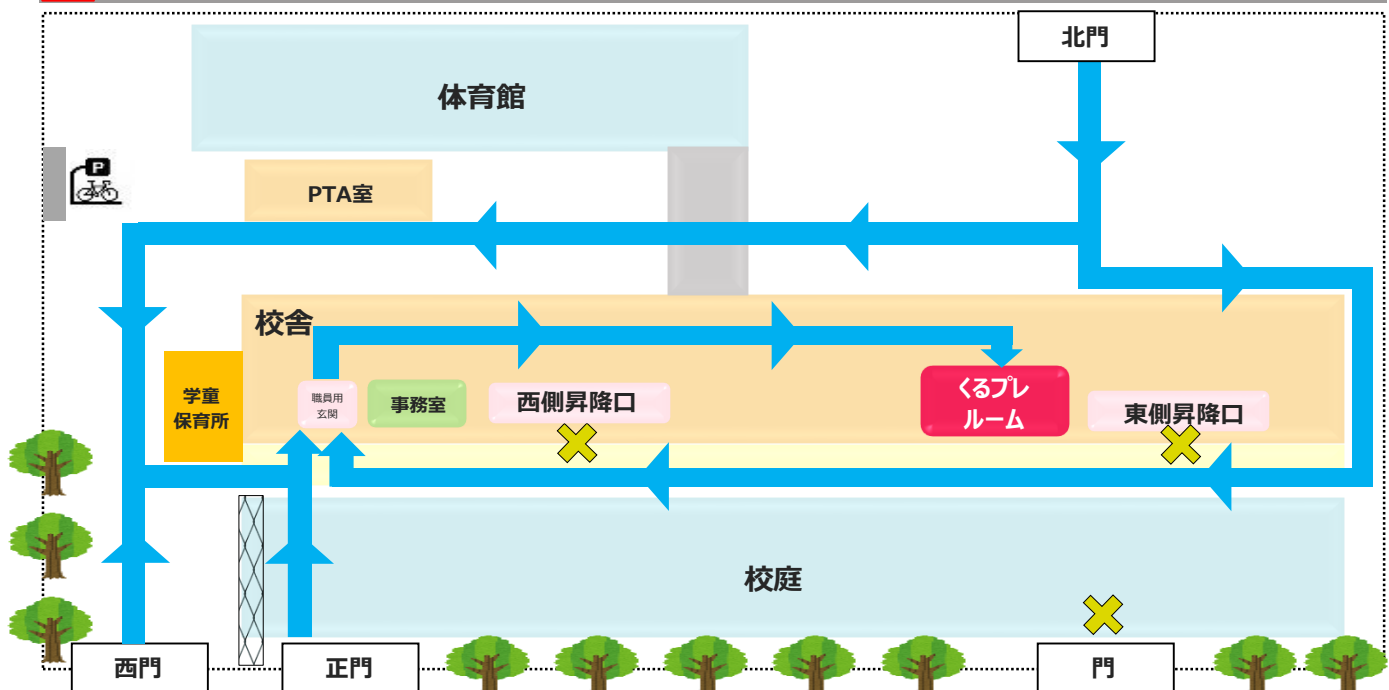 北門
体育館
P
PTA室
校舎
学童
保育所
職員用
玄関
事務室
西側昇降口
くるプレ
ルーム
東側昇降口
校庭
西門
正門
門